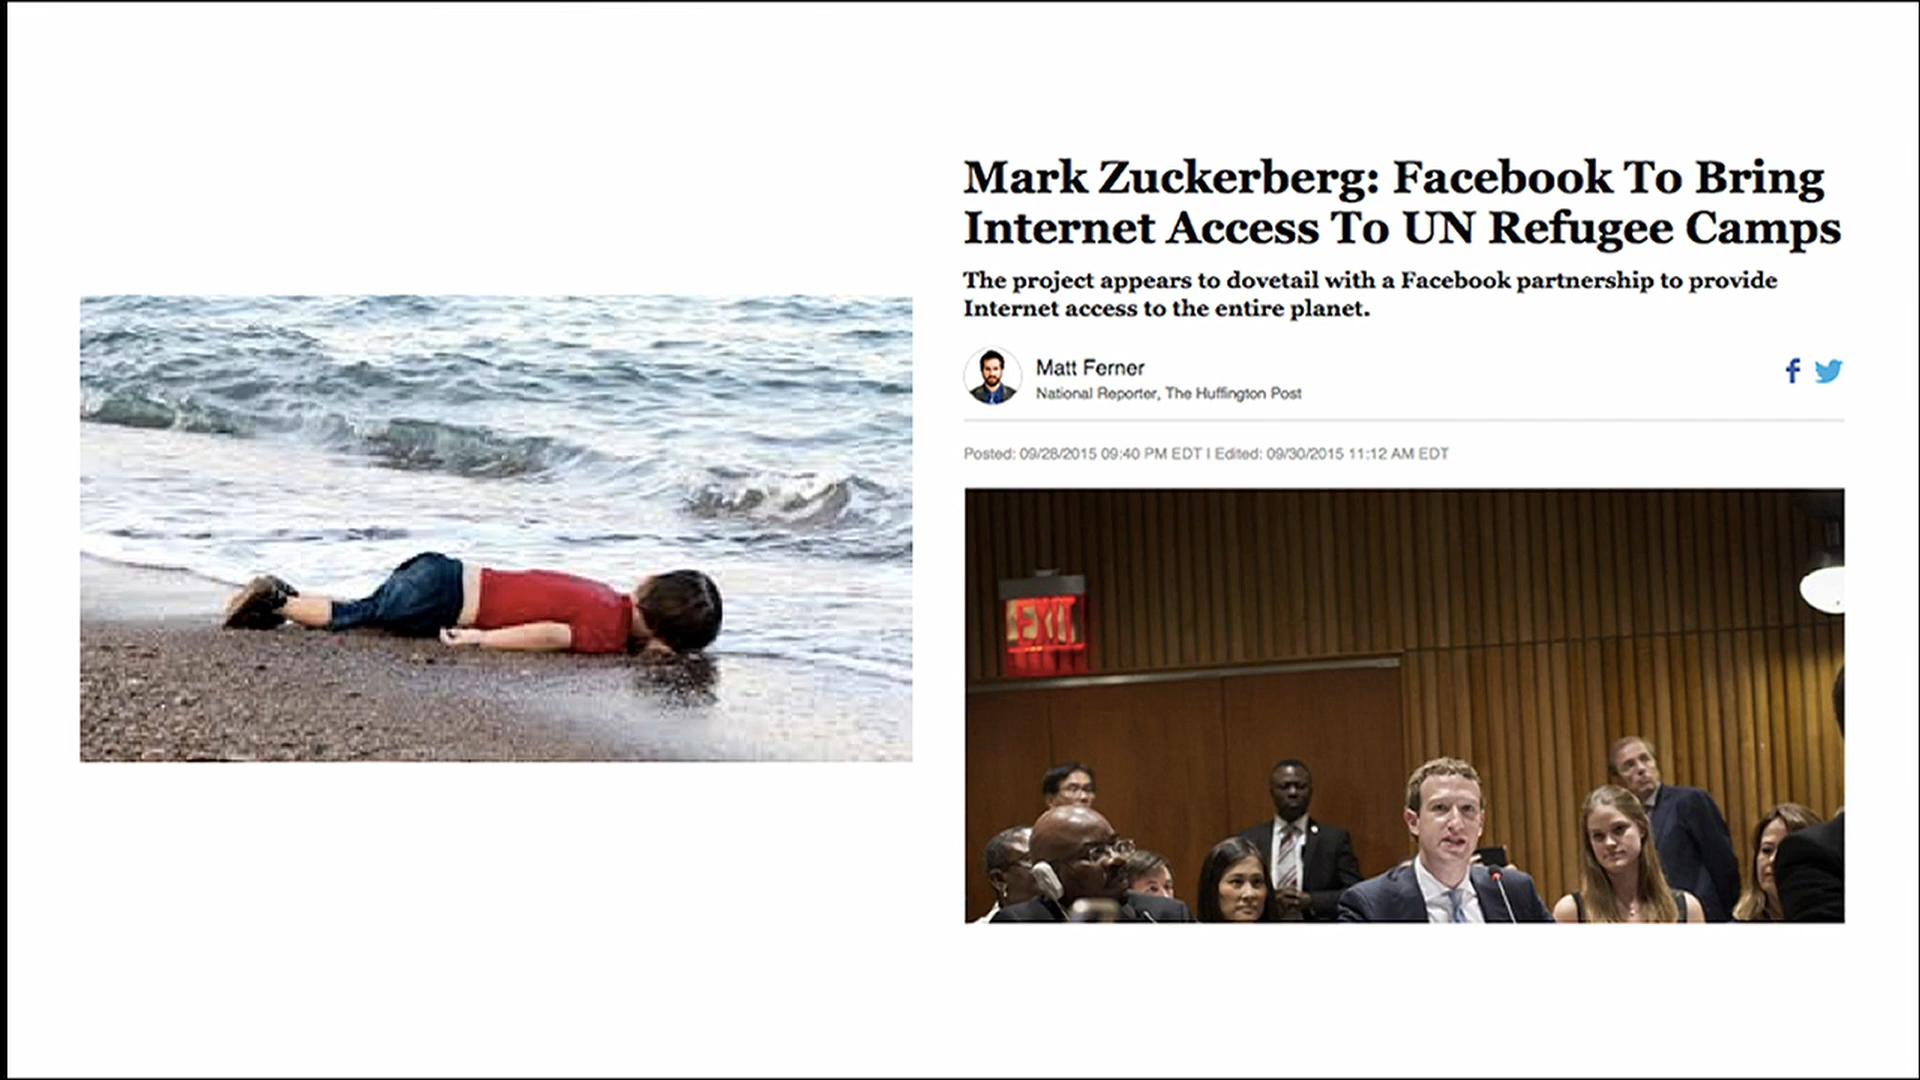 Mark Zuckerberg: Facebook To Bring
Internet Access To UN Refugee Camps
The project appears to dovetail with a Facebook partnership to provide
Internet access to the entire planet.
Matt Ferner
National Reporter, The Huffington Post
Posted: 09/28/2015 09:40 PM EDT | Edited: 09/30/2015 11:12 AM EDT
EXIT